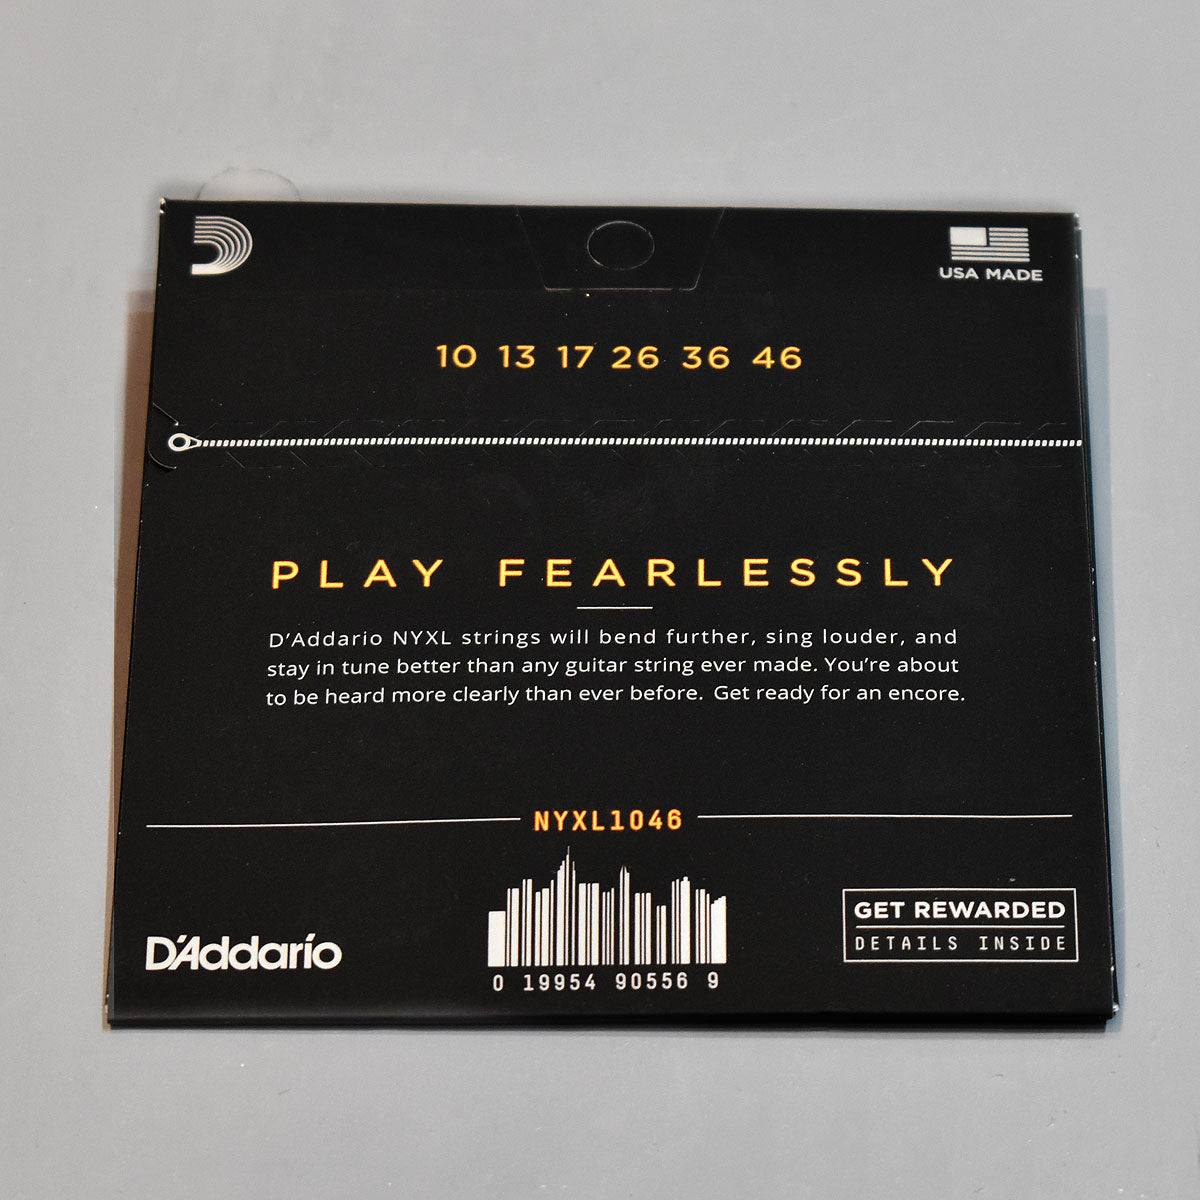 USA MADE
10 13 17 26 36 46
PLAY FEARLESSLY
D'Addario NYXL strings will bend further, sing louder, and
stay in tune better than any guitar string ever made. You're about
to be heard more clearly than ever before. Get ready for an encore.
NYXL1046
D'Addario
0 19954 90556 9
GET REWARDED
DETAILS INSIDE